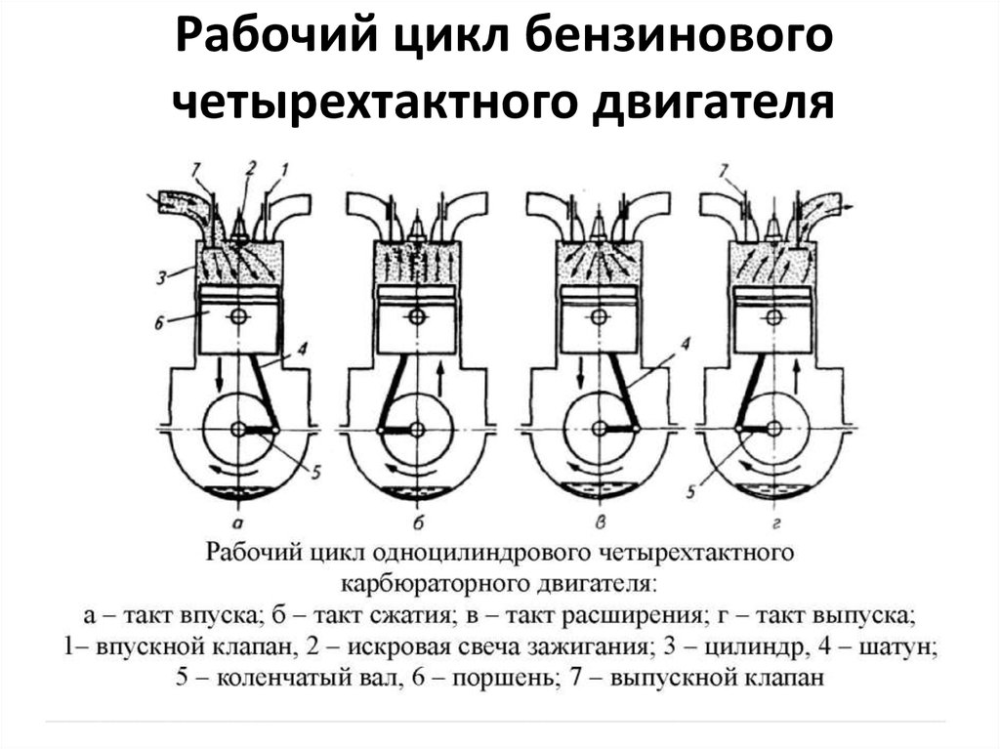 Рабочий цикл бензинового
четырехтактного двигателя
7 2 1 7
3
6
4 4
5 5
а б в г
Рабочий цикл одноцилиндрового четырехтактного
карбюраторного двигателя:
а – такт впуска; б – такт сжатия; в – такт расширения; г – такт выпуска;
1– впускной клапан, 2 – искровая свеча зажигания; 3 – цилиндр, 4 – шатун;
5 – коленчатый вал, 6 – поршень; 7 – выпускной клапан